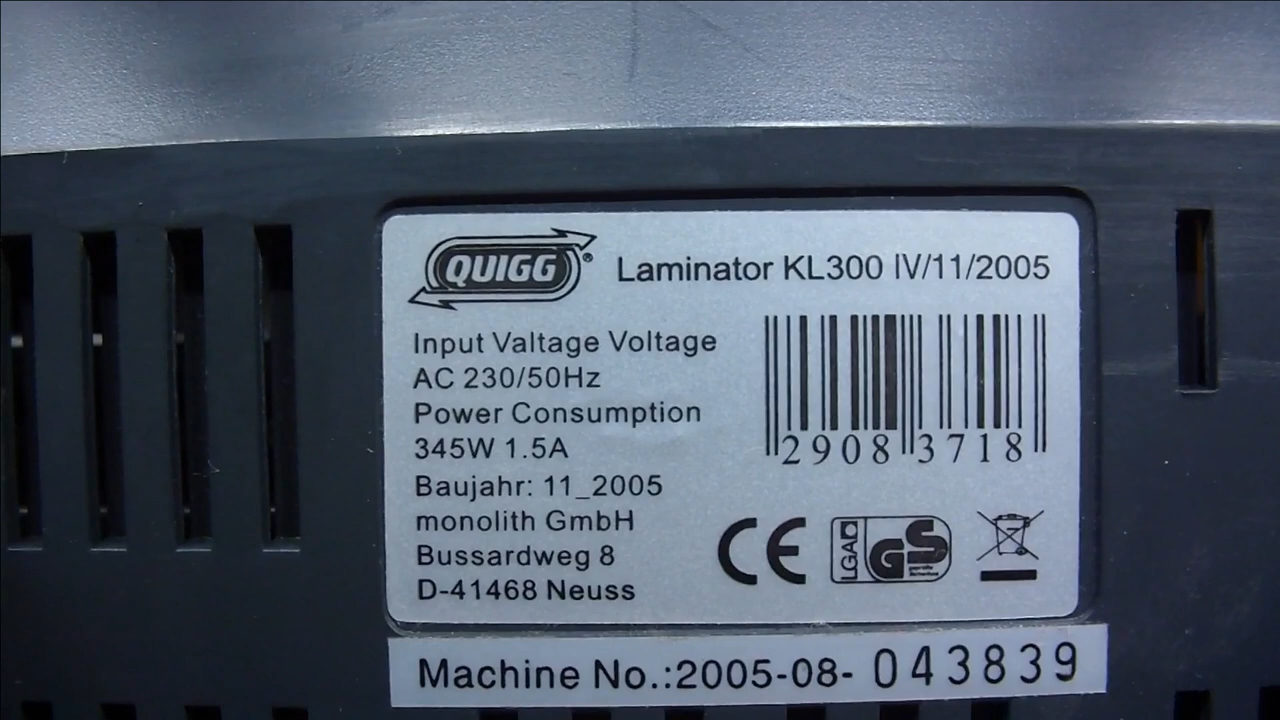 QUIGG®
Laminator KL300 IV/11/2005
Input Valtage Voltage
AC 230/50Hz
Power Consumption
345W 1.5A
Baujahr: 11_2005
monolith GmbH
Bussardweg 8
D-41468 Neuss
2908 3718
CE
LGA
GS
Machine No.:2005-08- 043839